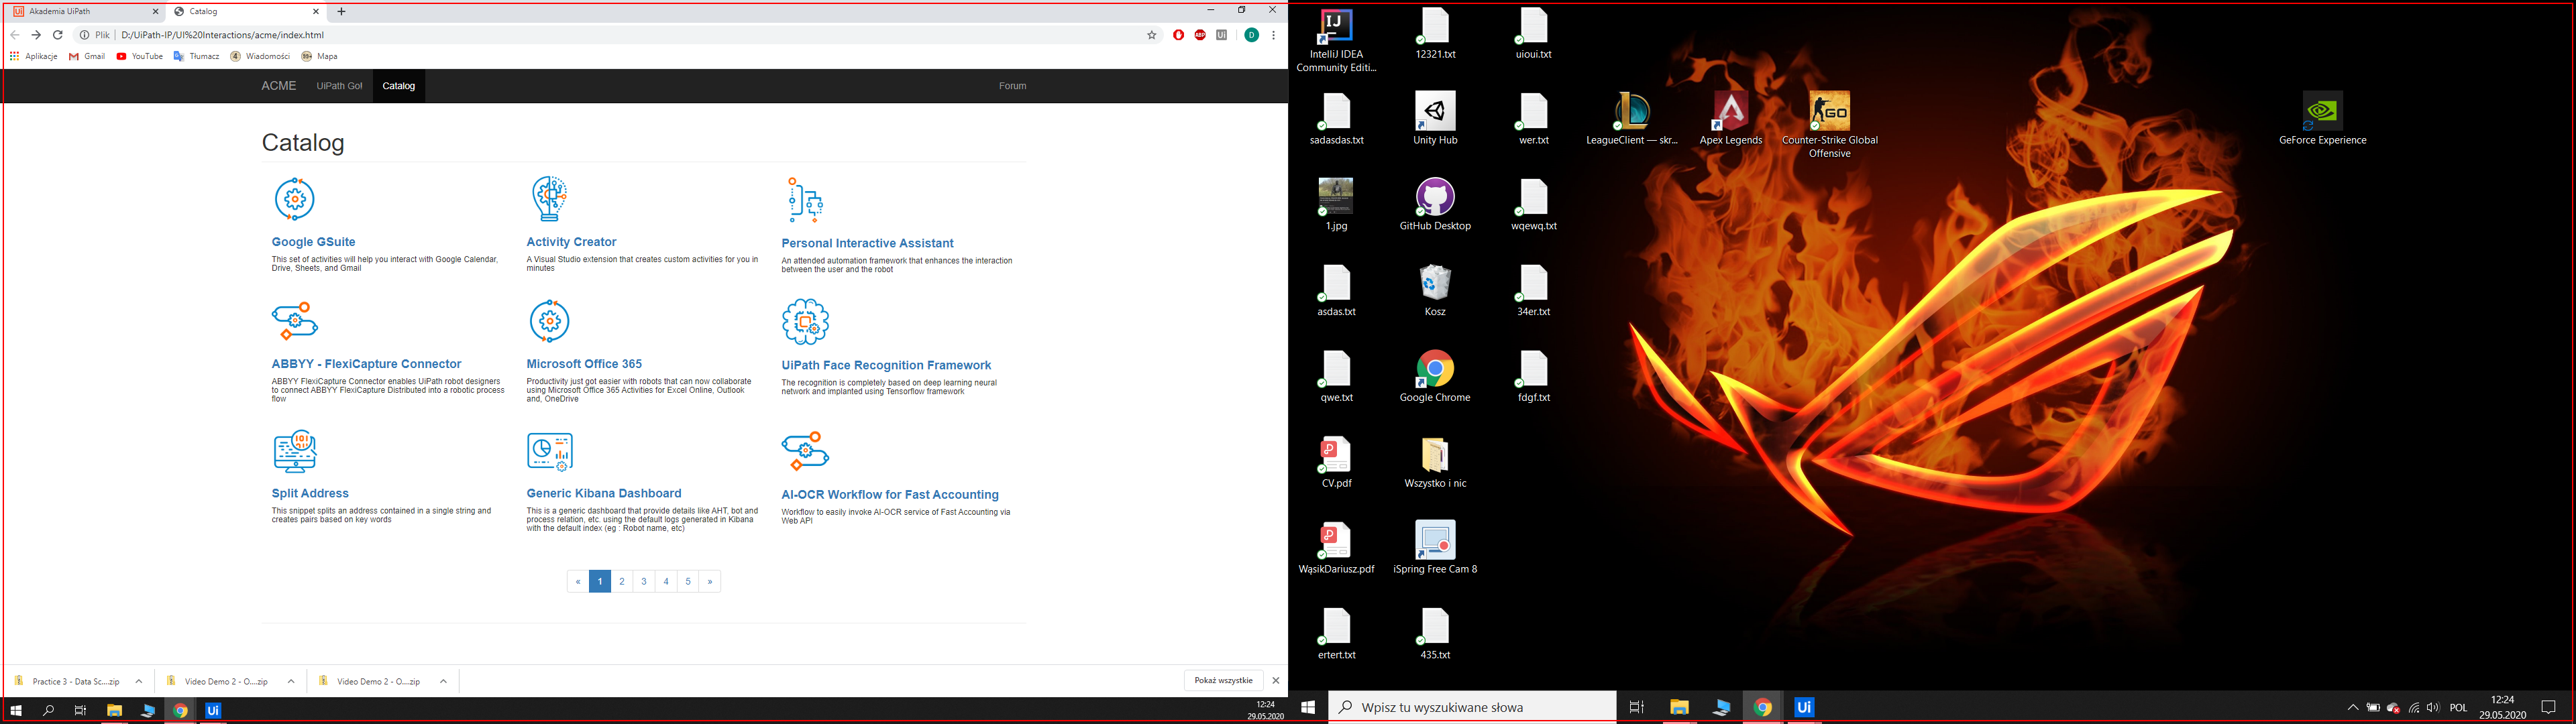 Akademia UiPath
Catalog
Plik
D:/UiPath-IP/UI%20Interactions/acme/index.html
ABP
Ui
D
Aplikacje
Gmail
YouTube
Tłumacz
4
Wiadomości
99+
Mapa
ACME
UiPath Go!
Catalog
Forum
Catalog
Google GSuite
This set of activities will help you interact with Google Calendar,
Drive, Sheets, and Gmail
Activity Creator
A Visual Studio extension that creates custom activities for you in
minutes
Personal Interactive Assistant
An attended automation framework that enhances the interaction
between the user and the robot
ABBYY - FlexiCapture Connector
ABBYY FlexiCapture Connector enables UiPath robot designers
to connect ABBYY FlexiCapture Distributed into a robotic process
flow
Microsoft Office 365
Productivity just got easier with robots that can now collaborate
using Microsoft Office 365 Activities for Excel Online, Outlook
and, OneDrive
UiPath Face Recognition Framework
The recognition is completely based on deep learning neural
network and implanted using Tensorflow framework
Split Address
This snippet splits an address contained in a single string and
creates pairs based on key words
Generic Kibana Dashboard
This is a generic dashboard that provide details like AHT, bot and
process relation, etc. using the default logs generated in Kibana
with the default index (eg : Robot name, etc)
AI-OCR Workflow for Fast Accounting
Workflow to easily invoke AI-OCR service of Fast Accounting via
Web API
« 1 2 3 4 5 »
Practice 3 - Data Sc....zip
Video Demo 2 - O....zip
Video Demo 2 - O....zip
Pokaż wszystkie
Ui
12:24
29.05.2020
IntelliJ IDEA
Community Editi...
12321.txt
uioui.txt
sadasdas.txt
Unity Hub
wer.txt
LeagueClient — skr...
Apex Legends
Counter-Strike Global
Offensive
GeForce Experience
1.jpg
GitHub Desktop
wqewq.txt
asdas.txt
Kosz
34er.txt
qwe.txt
Google Chrome
fdgf.txt
CV.pdf
Wszystko i nic
WąsikDariusz.pdf
iSpring Free Cam 8
ertert.txt
435.txt
Wpisz tu wyszukiwane słowa
Ui
POL
12:24
29.05.2020